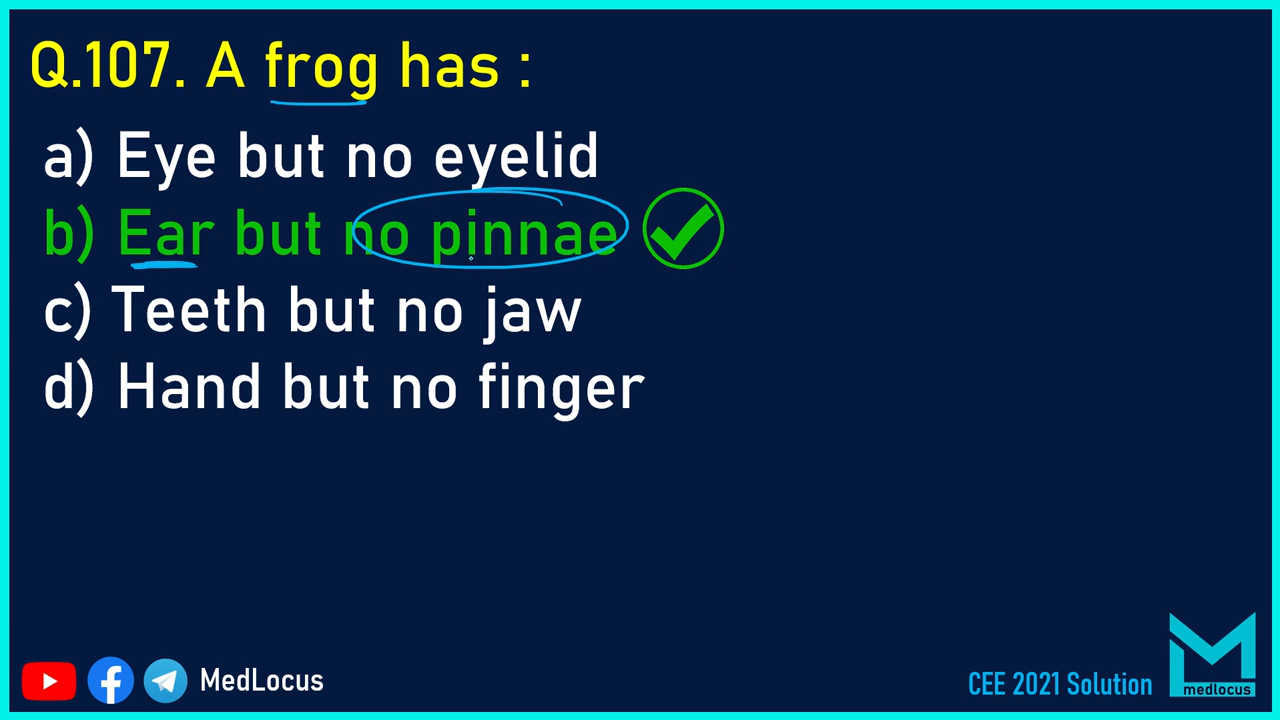 Q.107. A frog has :
a) Eye but no eyelid
b) Ear but no pinnae
c) Teeth but no jaw
d) Hand but no finger
MedLocus
CEE 2021 Solution
medlocus